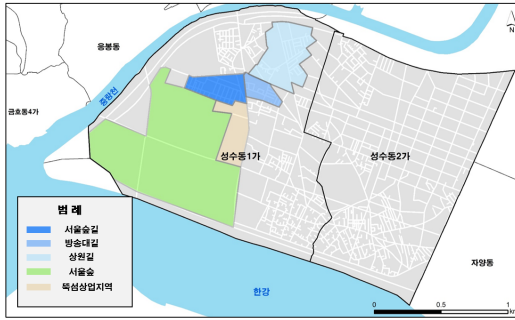 응봉동
N
금호동4가
중랑천
성수동1가
성수동2가
범 례
서울숲길
방송대길
상원길
서울숲
뚝섬상업지역
한강
자양동
0 0.5 1
km